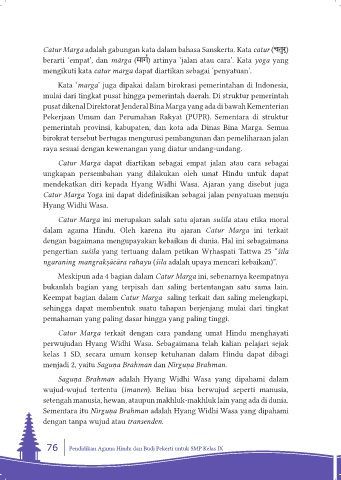 Catur Marga adalah gabungan kata dalam bahasa Sanskerta. Kata catur (चतुर्)
berarti 'empat', dan mārga (मार्ग) artinya 'jalan atau cara'. Kata yoga yang
mengikuti kata catur marga dapat diartikan sebagai 'penyatuan'.
Kata 'marga' juga dipakai dalam birokrasi pemerintahan di Indonesia,
mulai dari tingkat pusat hingga pemerintah daerah. Di struktur pemerintah
pusat dikenal Direktorat Jenderal Bina Marga yang ada di bawah Kementerian
Pekerjaan Umum dan Perumahan Rakyat (PUPR). Sementara di struktur
pemerintah provinsi, kabupaten, dan kota ada Dinas Bina Marga. Semua
birokrat tersebut bertugas mengurusi pembangunan dan pemeliharaan jalan
raya sesuai dengan kewenangan yang diatur undang-undang.
Catur Marga dapat diartikan sebagai empat jalan atau cara sebagai
ungkapan persembahan yang dilakukan oleh umat Hindu untuk dapat
mendekatkan diri kepada Hyang Widhi Wasa. Ajaran yang disebut juga
Catur Marga Yoga ini dapat didefinisikan sebagai jalan penyatuan menuju
Hyang Widhi Wasa.
Catur Marga ini merupakan salah satu ajaran suśila atau etika moral
dalam agama Hindu. Oleh karena itu ajaran Catur Marga ini terkait
dengan bagaimana mengupayakan kebaikan di dunia. Hal ini sebagaimana
pengertian suśila yang tertuang dalam petikan Wrhaspati Tattwa 25 "śila
ngaraning mangrakṣācāra rahayu (śila adalah upaya mencari kebaikan)".
Meskipun ada 4 bagian dalam Catur Marga ini, sebenarnya keempatnya
bukanlah bagian yang terpisah dan saling bertentangan satu sama lain.
Keempat bagian dalam Catur Marga saling terkait dan saling melengkapi,
sehingga dapat membentuk suatu tahapan berjenjang mulai dari tingkat
pemahaman yang paling dasar hingga yang paling tinggi.
Catur Marga terkait dengan cara pandang umat Hindu menghayati
perwujudan Hyang Widhi Wasa. Sebagaimana telah kalian pelajari sejak
kelas 1 SD, secara umum konsep ketuhanan dalam Hindu dapat dibagi
menjadi 2, yaitu Saguṇa Brahman dan Nirguṇa Brahman.
Saguṇa Brahman adalah Hyang Widhi Wasa yang dipahami dalam
wujud-wujud tertentu (imanen). Beliau bisa berwujud seperti manusia,
setengah manusia, hewan, ataupun makhluk-makhluk lain yang ada di dunia.
Sementara itu Nirguṇa Brahman adalah Hyang Widhi Wasa yang dipahami
dengan tanpa wujud atau transenden.
76 Pendidikan Agama Hindu dan Budi Pekerti untuk SMP Kelas IX